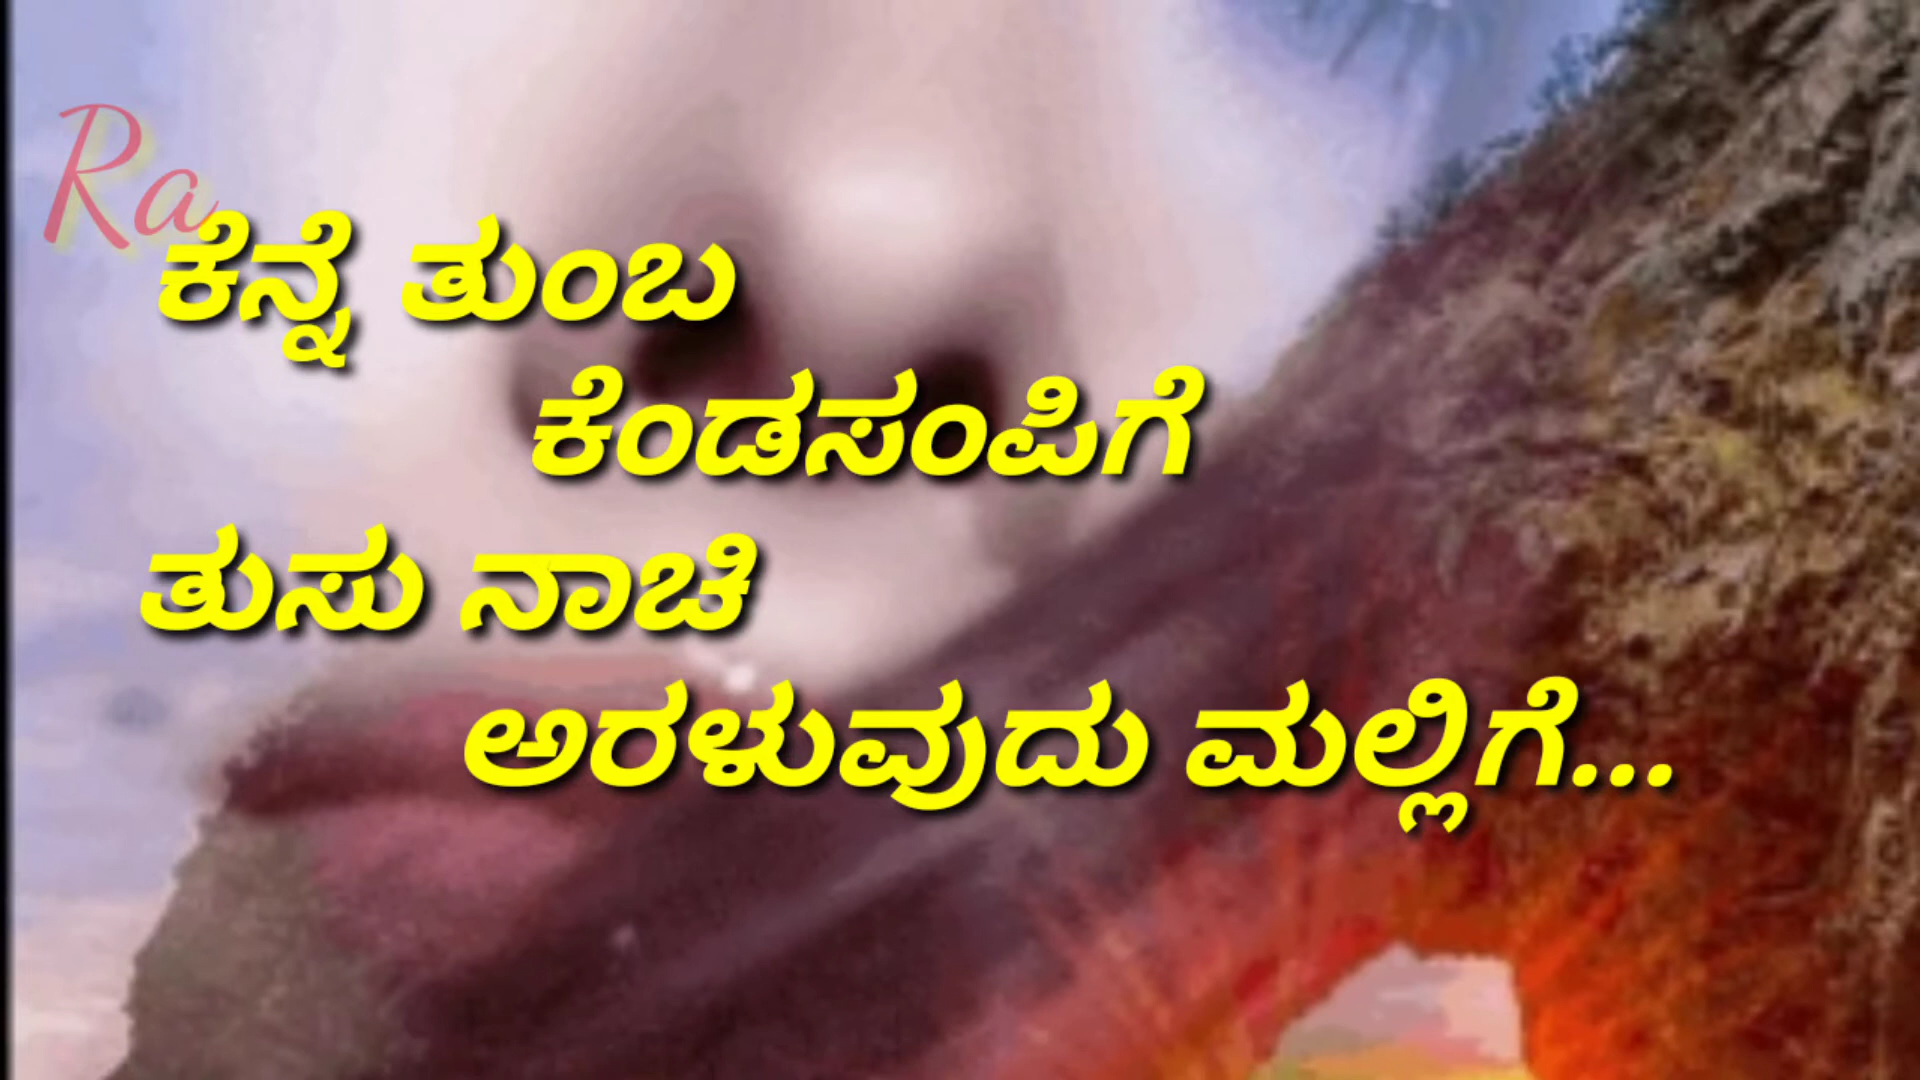 Ra
ಕೆನ್ನೆ ತುಂಬ
ಕೆಂಡಸಂಪಿಗೆ
ತುಸು ನಾಚಿ
ಅರಳುವುದು ಮಲ್ಲಿಗೆ...